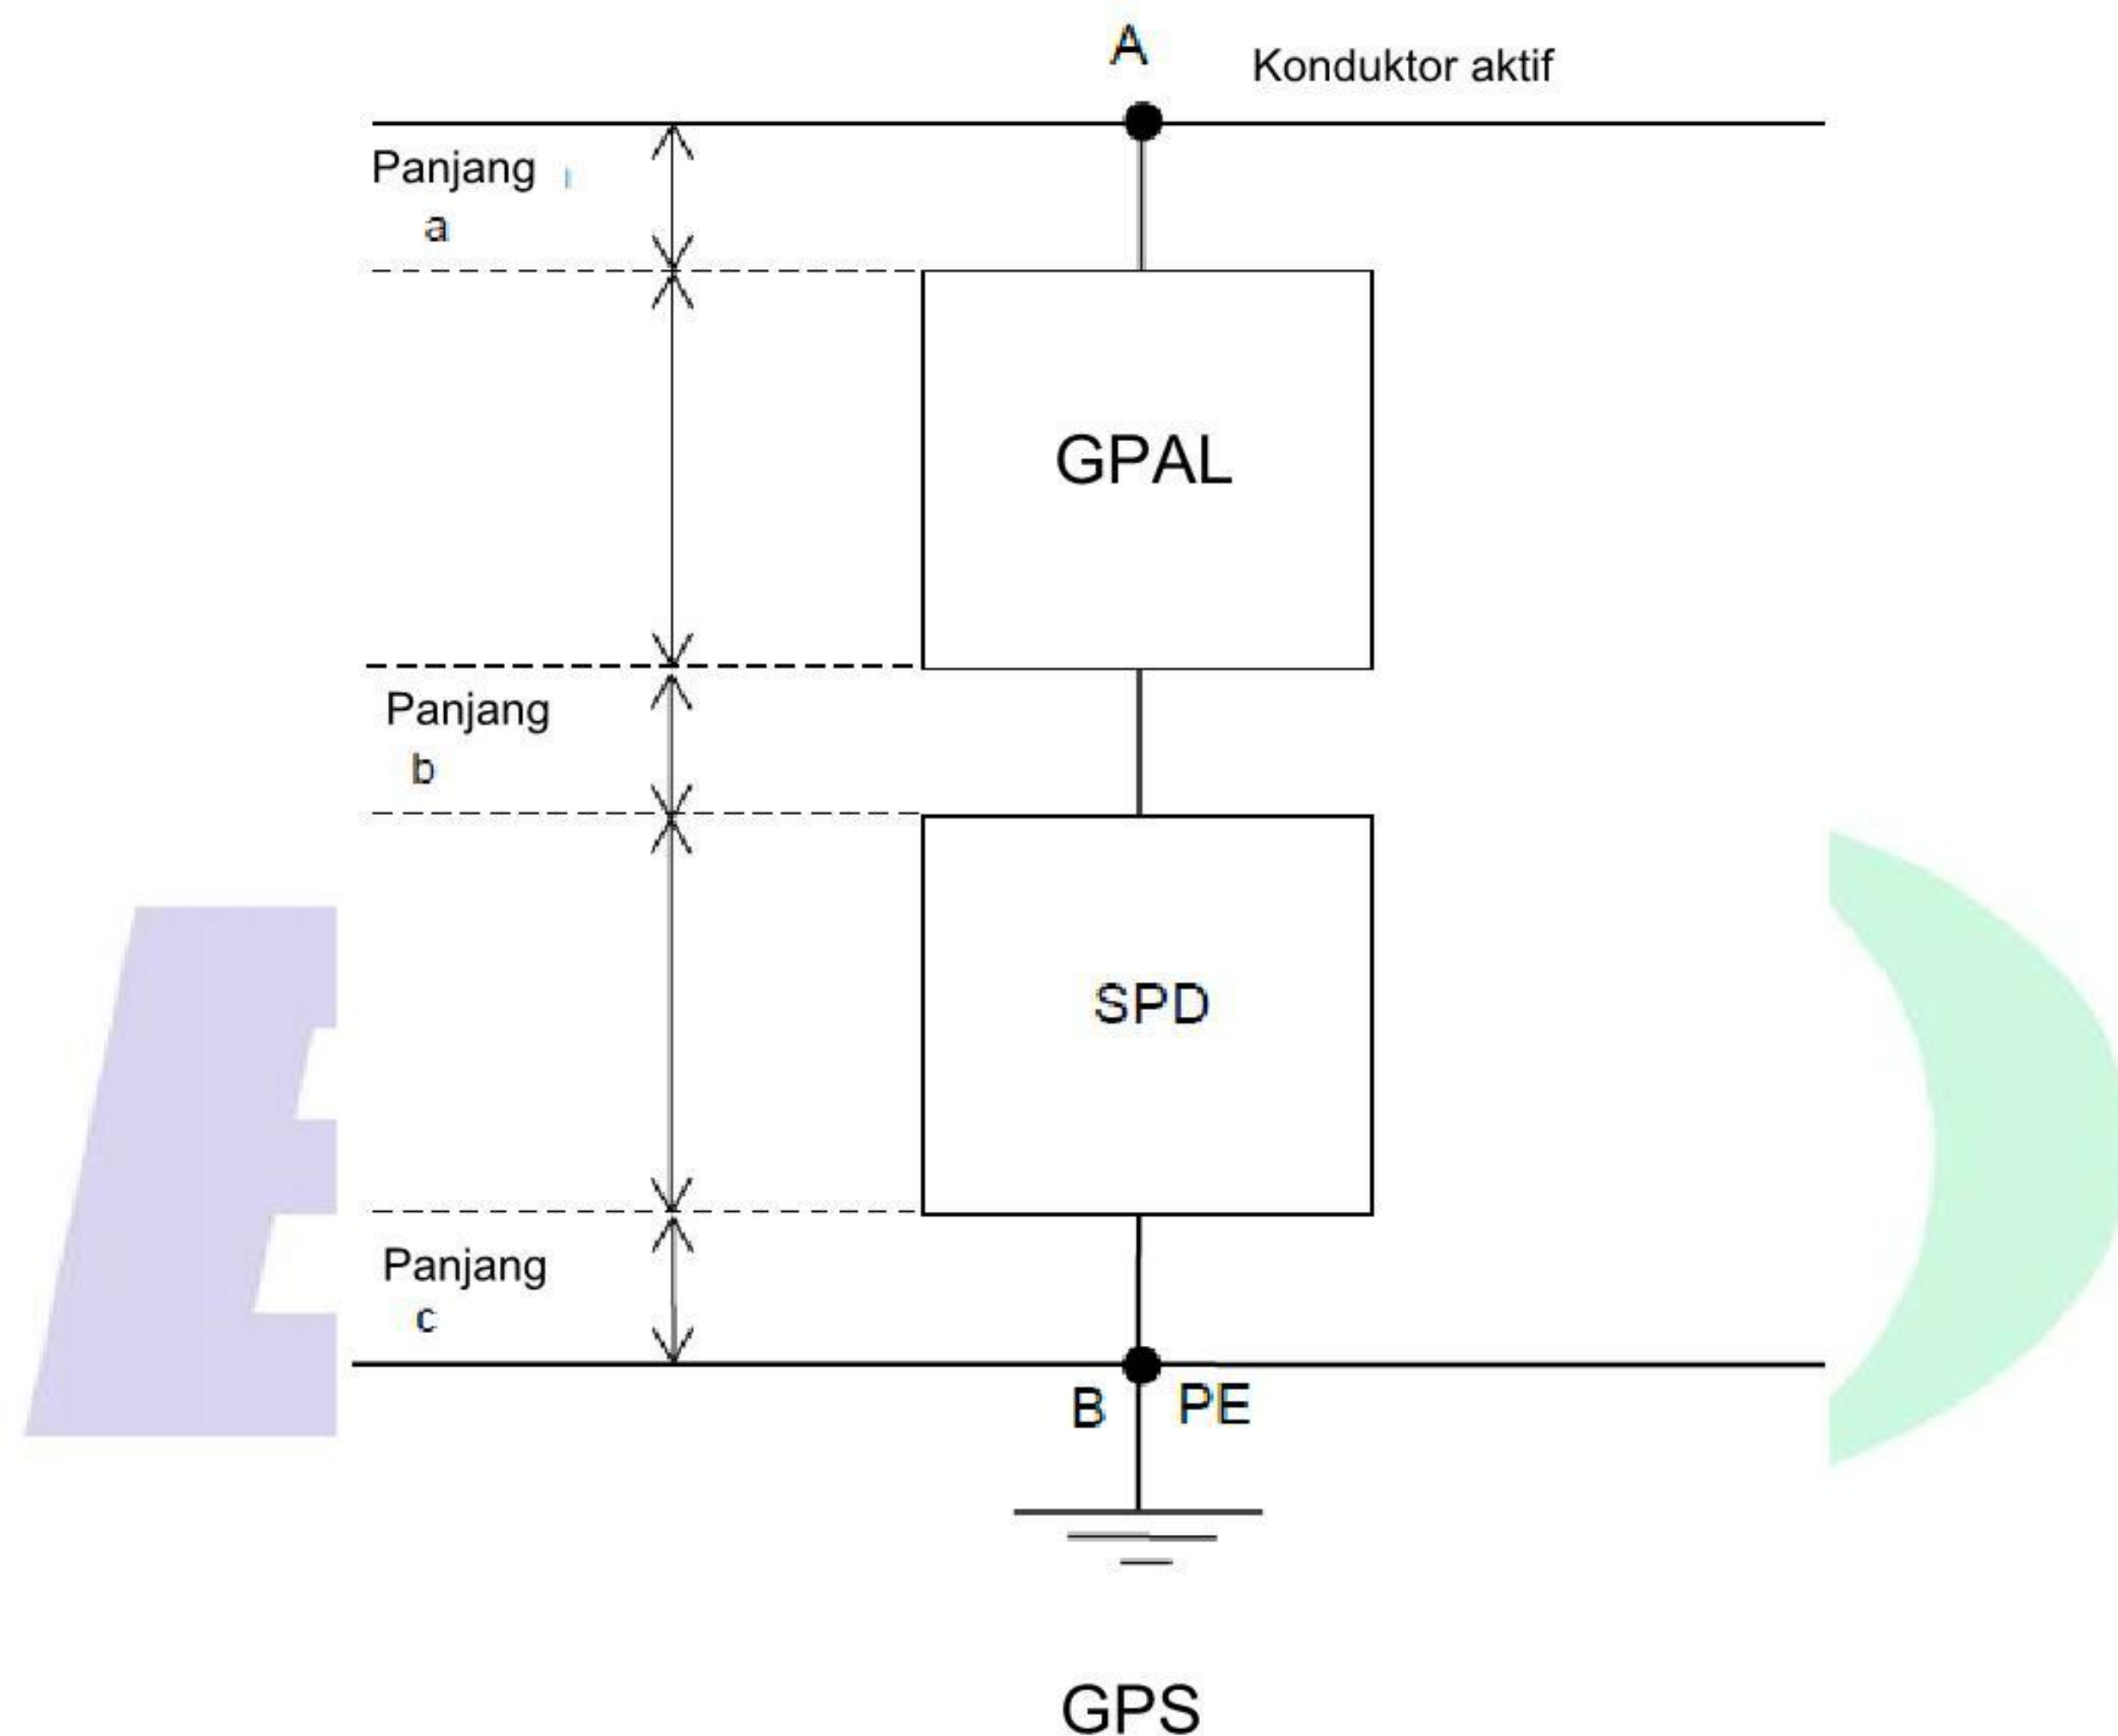 A
Konduktor aktif
Panjang
a
GPAL
Panjang
b
SPD
Panjang
c
B PE
GPS